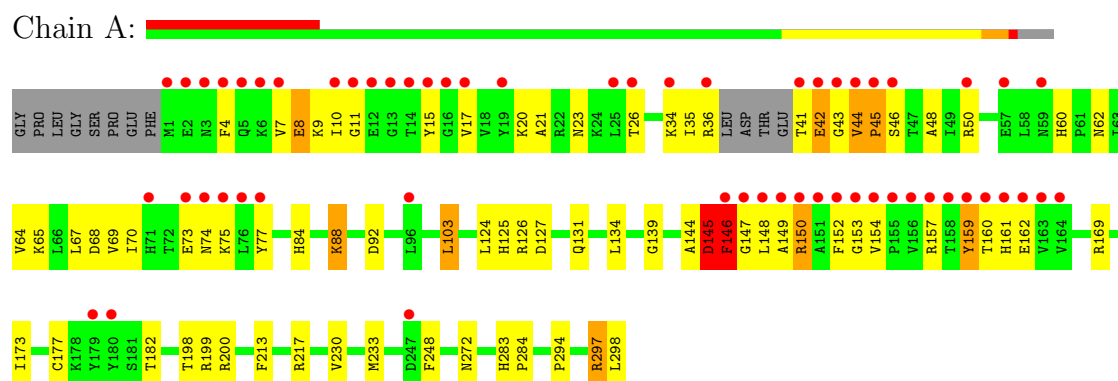 Chain A:
GLY PRO LEU GLY SER PRO GLU PHE M1 E2 N3 F4 Q5 K6 V7 E8 K9 I10 G11 E12 G13 T14 Y15 G16 V17 V18 Y19 K20 A21 R22 N23 K24 L25 T26 K34 I35 R36 LEU ASP THR GLU T41 E42 G43 V44 P45 S46 T47 A48 I49 R50 E57 L58 N59 H60 P61 N62 I63
V64 K65 L66 L67 D68 V69 I70 H71 T72 E73 N74 K75 L76 Y77 H84 K88 D92 L96 L103 L124 H125 R126 D127 Q131 L134 G139 A144 D145 F146 G147 L148 A149 R150 A151 F152 G153 V154 P155 V156 R157 T158 Y159 T160 H161 E162 V163 V164 R169
I173 C177 K178 Y179 Y180 S181 T182 T198 R199 R200 F213 R217 V230 M233 D247 F248 N272 H283 P284 P294 R297 L298